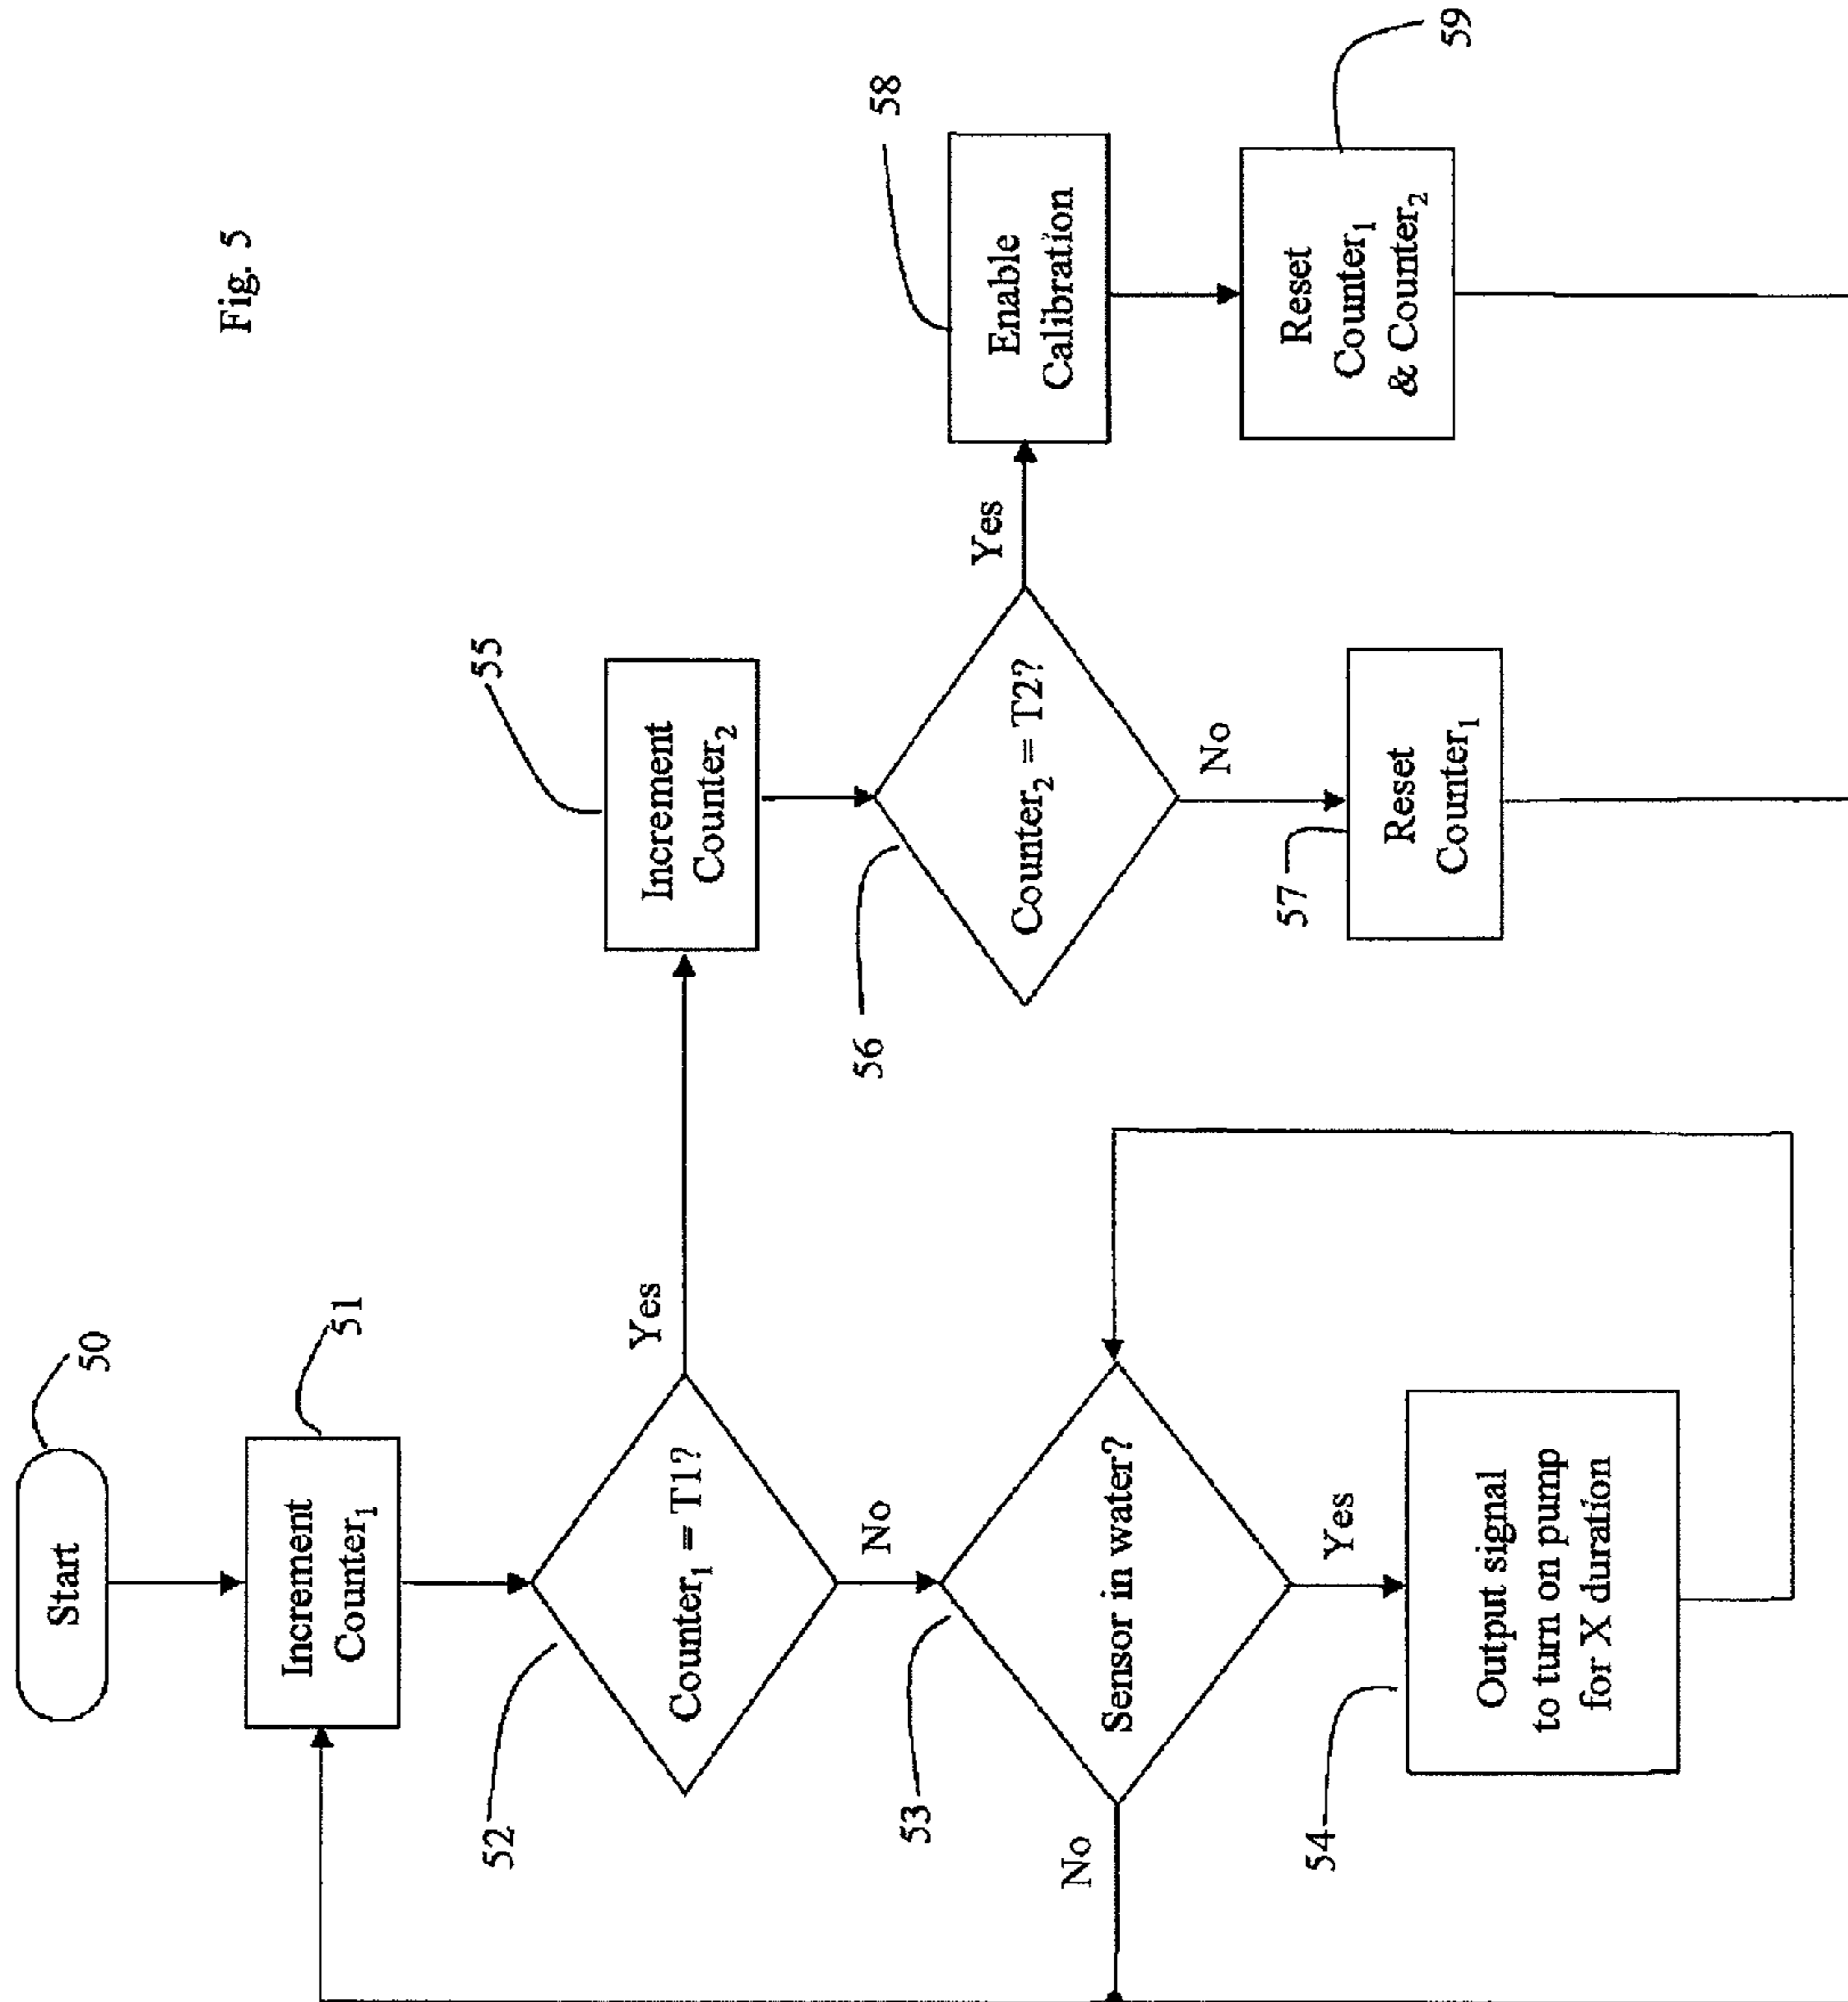 Fig. 5
Start
50
Increment
Counter₁
51
Counter₁ = T1?
52
Yes
No
Sensor in water?
53
No
Yes
Output signal
to turn on pump
for X duration
54
Increment
Counter₂
55
Counter₂ = T2?
56
Yes
No
Reset
Counter₁
57
Enable
Calibration
58
Reset
Counter₁
& Counter₂
59